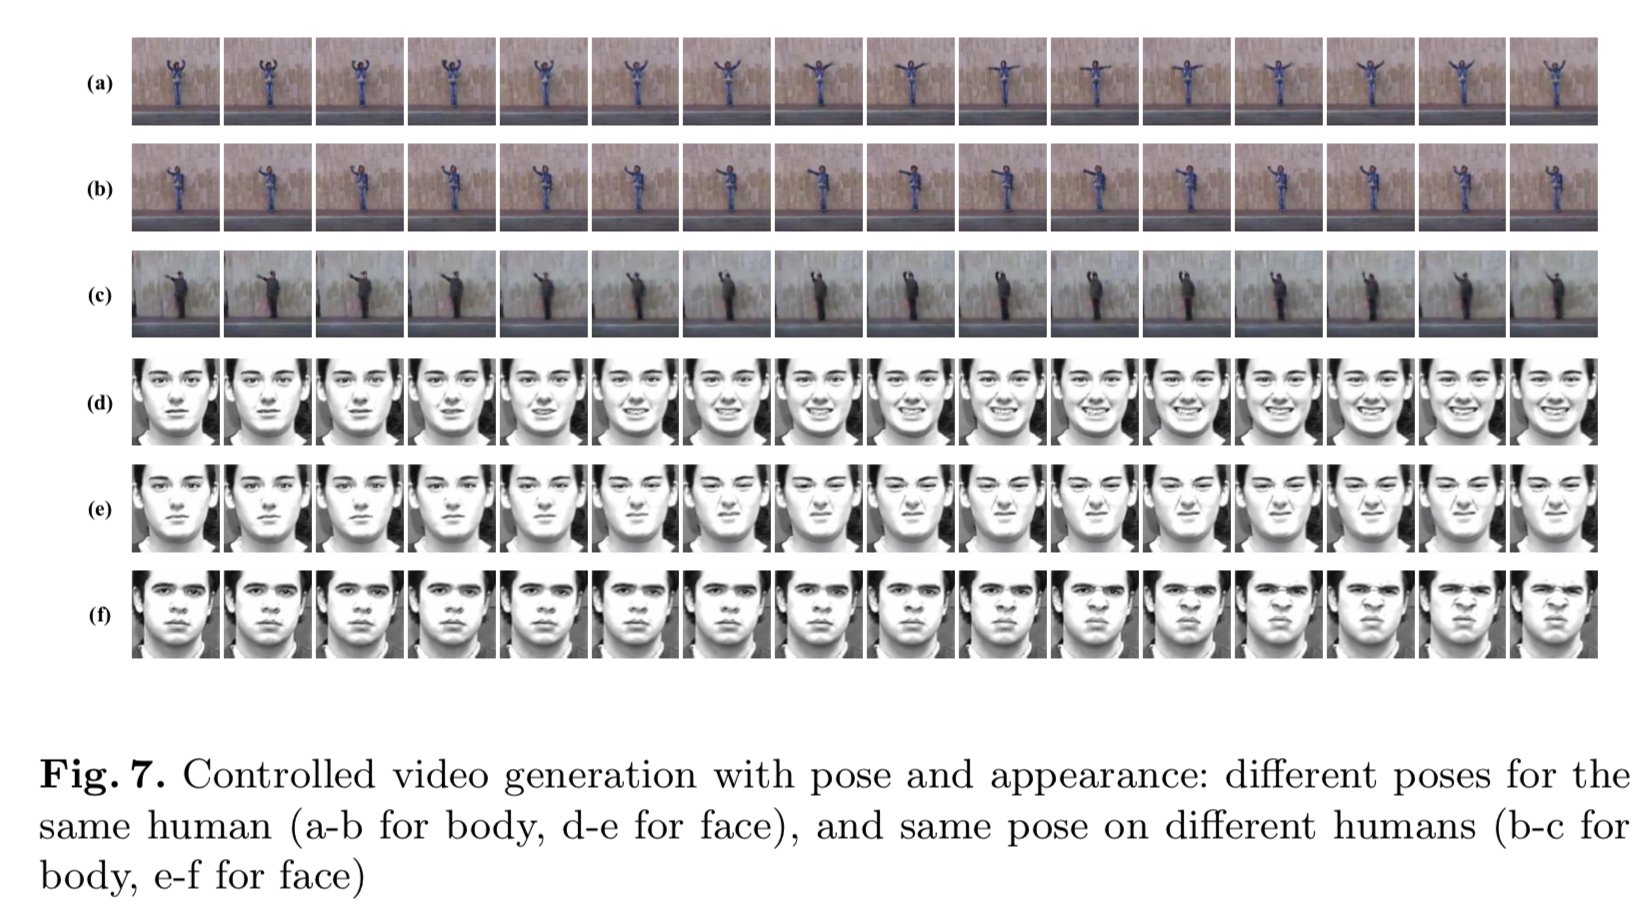 (a)
(b)
(c)
(d)
(e)
(f)
Fig. 7. Controlled video generation with pose and appearance: different poses for the
same human (a-b for body, d-e for face), and same pose on different humans (b-c for
body, e-f for face)